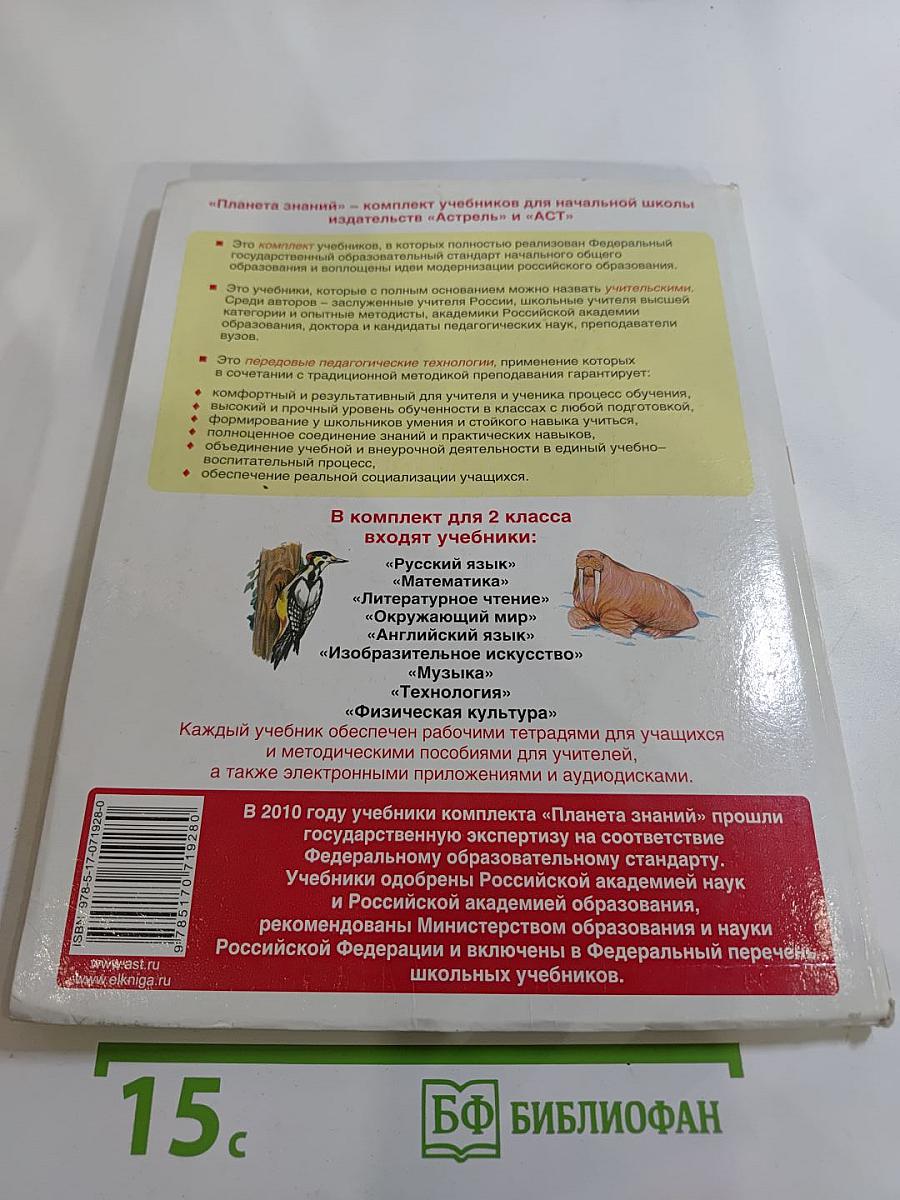 «Планета знаний» – комплект учебников для начальной школы
издательств «Астрель» и «АСТ»
Это комплект учебников, в которых полностью реализован Федеральный
государственный образовательный стандарт начального общего
образования и воплощены идеи модернизации российского образования.
Это учебники, которые с полным основанием можно назвать учительскими.
Среди авторов – заслуженные учителя России, школьные учителя высшей
категории и опытные методисты, академики Российской академии
образования, доктора и кандидаты педагогических наук, преподаватели
вузов.
Это передовые педагогические технологии, применение которых
в сочетании с традиционной методикой преподавания гарантирует:
комфортный и результативный для учителя и ученика процесс обучения,
высокий и прочный уровень обученности в классах с любой подготовкой,
формирование у школьников умения и стойкого навыка учиться,
полноценное соединение знаний и практических навыков,
объединение учебной и внеурочной деятельности в единый учебно–
воспитательный процесс,
обеспечение реальной социализации учащихся.
В комплект для 2 класса
входят учебники:
«Русский язык»
«Математика»
«Литературное чтение»
«Окружающий мир»
«Английский язык»
«Изобразительное искусство»
«Музыка»
«Технология»
«Физическая культура»
Каждый учебник обеспечен рабочими тетрадями для учащихся
и методическими пособиями для учителей,
а также электронными приложениями и аудиодисками.
В 2010 году учебники комплекта «Планета знаний» прошли
государственную экспертизу на соответствие
Федеральному образовательному стандарту.
Учебники одобрены Российской академией наук
и Российской академией образования,
рекомендованы Министерством образования и науки
Российской Федерации и включены в Федеральный перечень
школьных учебников.
ISBN 978-5-17-071928-0
9 785170 719280
www.ast.ru
www.elkniga.ru
15 с
БФ БИБЛИОФАН